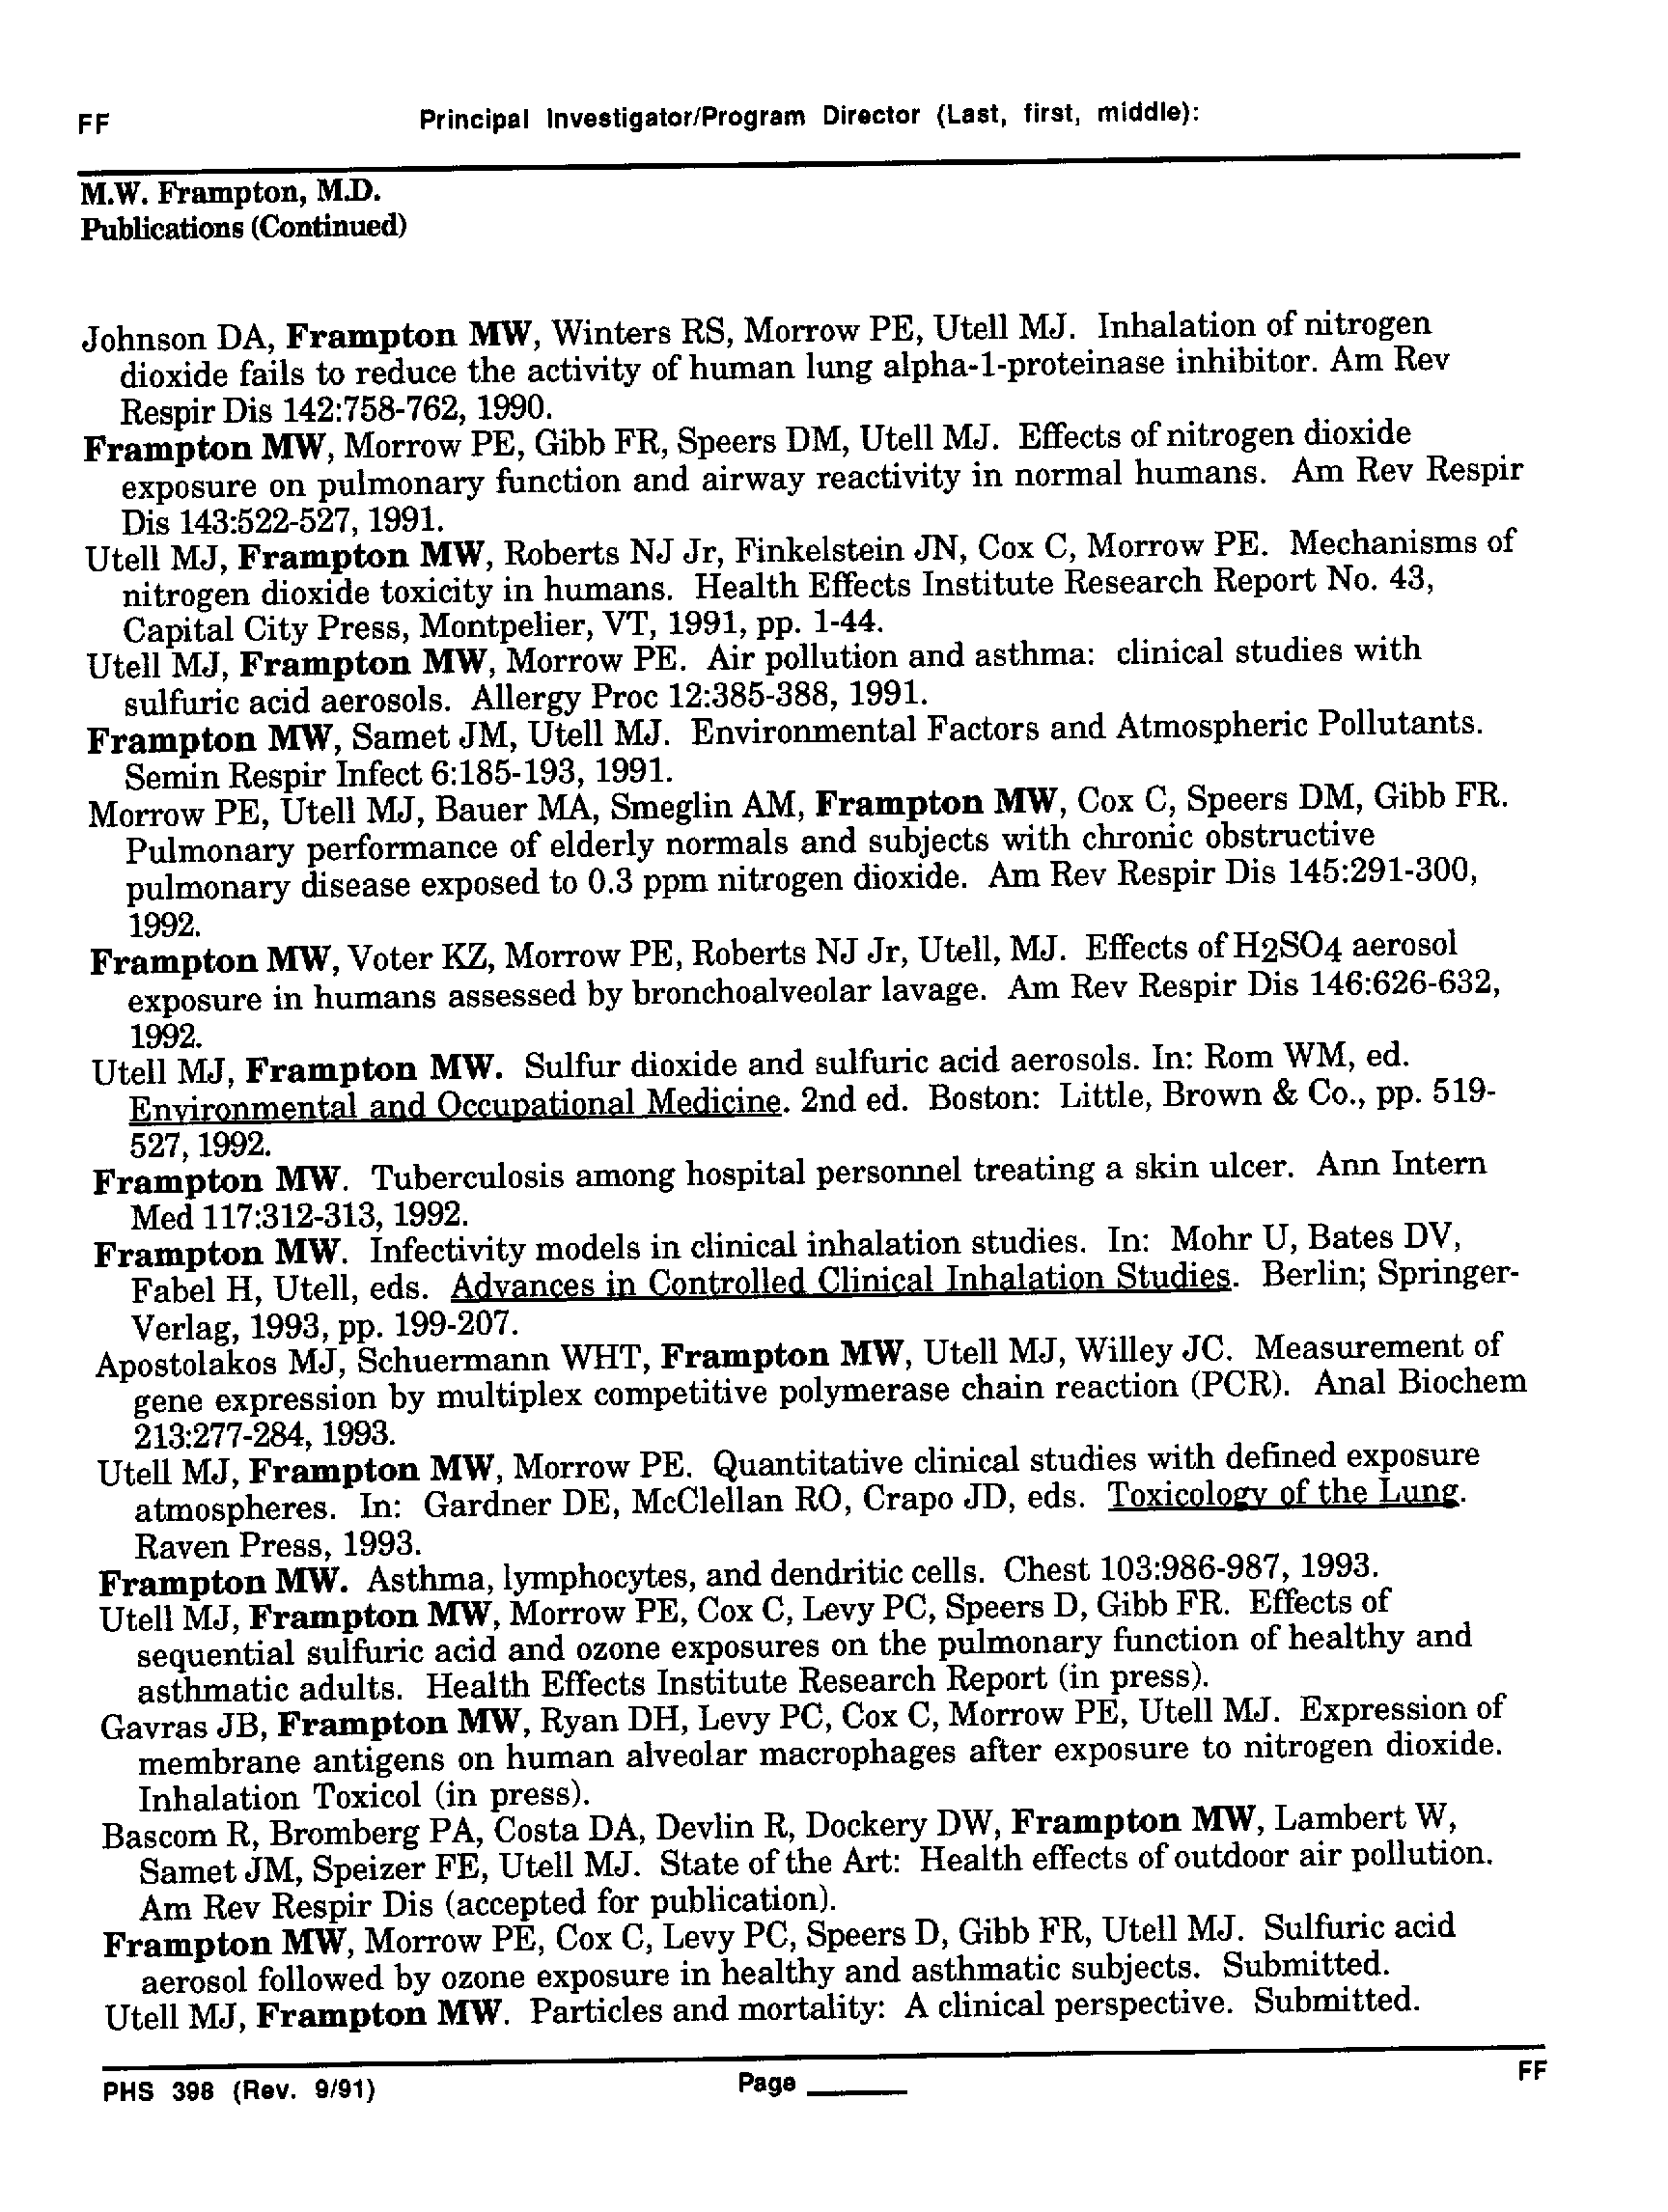 FF Principal Investigator/Program Director (Last, first, middle):
M.W. Frampton, M.D.
Publications (Continued)
Johnson DA, Frampton MW, Winters RS, Morrow PE, Utell MJ. Inhalation of nitrogen
dioxide fails to reduce the activity of human lung alpha-1-proteinase inhibitor. Am Rev
Respir Dis 142:758-762, 1990.
Frampton MW, Morrow PE, Gibb FR, Speers DM, Utell MJ. Effects of nitrogen dioxide
exposure on pulmonary function and airway reactivity in normal humans. Am Rev Respir
Dis 143:522-527, 1991.
Utell MJ, Frampton MW, Roberts NJ Jr, Finkelstein JN, Cox C, Morrow PE. Mechanisms of
nitrogen dioxide toxicity in humans. Health Effects Institute Research Report No. 43,
Capital City Press, Montpelier, VT, 1991, pp. 1-44.
Utell MJ, Frampton MW, Morrow PE. Air pollution and asthma: clinical studies with
sulfuric acid aerosols. Allergy Proc 12:385-388, 1991.
Frampton MW, Samet JM, Utell MJ. Environmental Factors and Atmospheric Pollutants.
Semin Respir Infect 6:185-193, 1991.
Morrow PE, Utell MJ, Bauer MA, Smeglin AM, Frampton MW, Cox C, Speers DM, Gibb FR.
Pulmonary performance of elderly normals and subjects with chronic obstructive
pulmonary disease exposed to 0.3 ppm nitrogen dioxide. Am Rev Respir Dis 145:291-300,
1992.
Frampton MW, Voter KZ, Morrow PE, Roberts NJ Jr, Utell, MJ. Effects of H2SO4 aerosol
exposure in humans assessed by bronchoalveolar lavage. Am Rev Respir Dis 146:626-632,
1992.
Utell MJ, Frampton MW. Sulfur dioxide and sulfuric acid aerosols. In: Rom WM, ed.
Environmental and Occupational Medicine. 2nd ed. Boston: Little, Brown & Co., pp. 519-
527, 1992.
Frampton MW. Tuberculosis among hospital personnel treating a skin ulcer. Ann Intern
Med 117:312-313, 1992.
Frampton MW. Infectivity models in clinical inhalation studies. In: Mohr U, Bates DV,
Fabel H, Utell, eds. Advances in Controlled Clinical Inhalation Studies. Berlin; Springer-
Verlag, 1993, pp. 199-207.
Apostolakos MJ, Schuermann WHT, Frampton MW, Utell MJ, Willey JC. Measurement of
gene expression by multiplex competitive polymerase chain reaction (PCR). Anal Biochem
213:277-284, 1993.
Utell MJ, Frampton MW, Morrow PE. Quantitative clinical studies with defined exposure
atmospheres. In: Gardner DE, McClellan RO, Crapo JD, eds. Toxicology of the Lung.
Raven Press, 1993.
Frampton MW. Asthma, lymphocytes, and dendritic cells. Chest 103:986-987, 1993.
Utell MJ, Frampton MW, Morrow PE, Cox C, Levy PC, Speers D, Gibb FR. Effects of
sequential sulfuric acid and ozone exposures on the pulmonary function of healthy and
asthmatic adults. Health Effects Institute Research Report (in press).
Gavras JB, Frampton MW, Ryan DH, Levy PC, Cox C, Morrow PE, Utell MJ. Expression of
membrane antigens on human alveolar macrophages after exposure to nitrogen dioxide.
Inhalation Toxicol (in press).
Bascom R, Bromberg PA, Costa DA, Devlin R, Dockery DW, Frampton MW, Lambert W,
Samet JM, Speizer FE, Utell MJ. State of the Art: Health effects of outdoor air pollution.
Am Rev Respir Dis (accepted for publication).
Frampton MW, Morrow PE, Cox C, Levy PC, Speers D, Gibb FR, Utell MJ. Sulfuric acid
aerosol followed by ozone exposure in healthy and asthmatic subjects. Submitted.
Utell MJ, Frampton MW. Particles and mortality: A clinical perspective. Submitted.
PHS 398 (Rev. 9/91) Page ______ FF